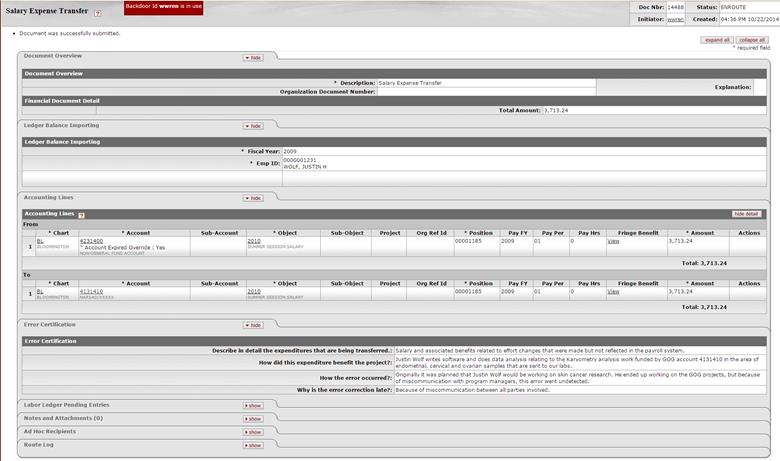 Salary Expense Transfer ?
Backdoor Id wwren is in use
Doc Nbr: 14488 Status: ENROUTE
Initiator: wwren Created: 04:36 PM 10/22/2014
Document was successfully submitted.
expand all collapse all
* required field
Document Overview hide
Document Overview
* Description: Salary Expense Transfer Explanation:
Organization Document Number:
Financial Document Detail
Total Amount: 3,713.24
Ledger Balance Importing hide
Ledger Balance Importing
* Fiscal Year: 2009
* Emp ID: 0000001231
WOLF, JUSTIN H
Accounting Lines hide
Accounting Lines ? hide detail
From
* Chart * Account Sub-Account * Object Sub-Object Project Org Ref Id * Position Pay FY Pay Per Pay Hrs Fringe Benefit * Amount Actions
1 BL 4231400 2010 00001185 2009 01 0 View 3,713.24
BLOOMINGTON * Account Expired Override : Yes SUMMER SESSION SALARY
NON-GENERAL FUND ACCOUNT
Total: 3,713.24
To
* Chart * Account Sub-Account * Object Sub-Object Project Org Ref Id * Position Pay FY Pay Per Pay Hrs Fringe Benefit * Amount Actions
1 BL 4131410 2010 00001185 2009 01 0 View 3,713.24
BLOOMINGTON SUMMER SESSION SALARY
Total: 3,713.24
Error Certification hide
Error Certification
Describe in detail the expenditures that are being transferred.: Salary and associated benefits related to effort changes that were made but not reflected in the payroll system.
How did this expenditure benefit the project?: Justin Wolf writes software and does data analysis relating to the Karyometry analysis work funded by GOG account 4131410 in the area of
endometrial, cervical and ovarian samples that are sent to our labs.
How the error occurred?: Originally it was planned that Justin Wolf would be working on skin cancer research. He ended up working on the GOG projects, but because
of miscommunication with program managers, this error went undetected.
Why is the error correction late?: Because of miscommunication between all parties involved.
Labor Ledger Pending Entries show
Notes and Attachments (0) show
Ad Hoc Recipients show
Route Log show